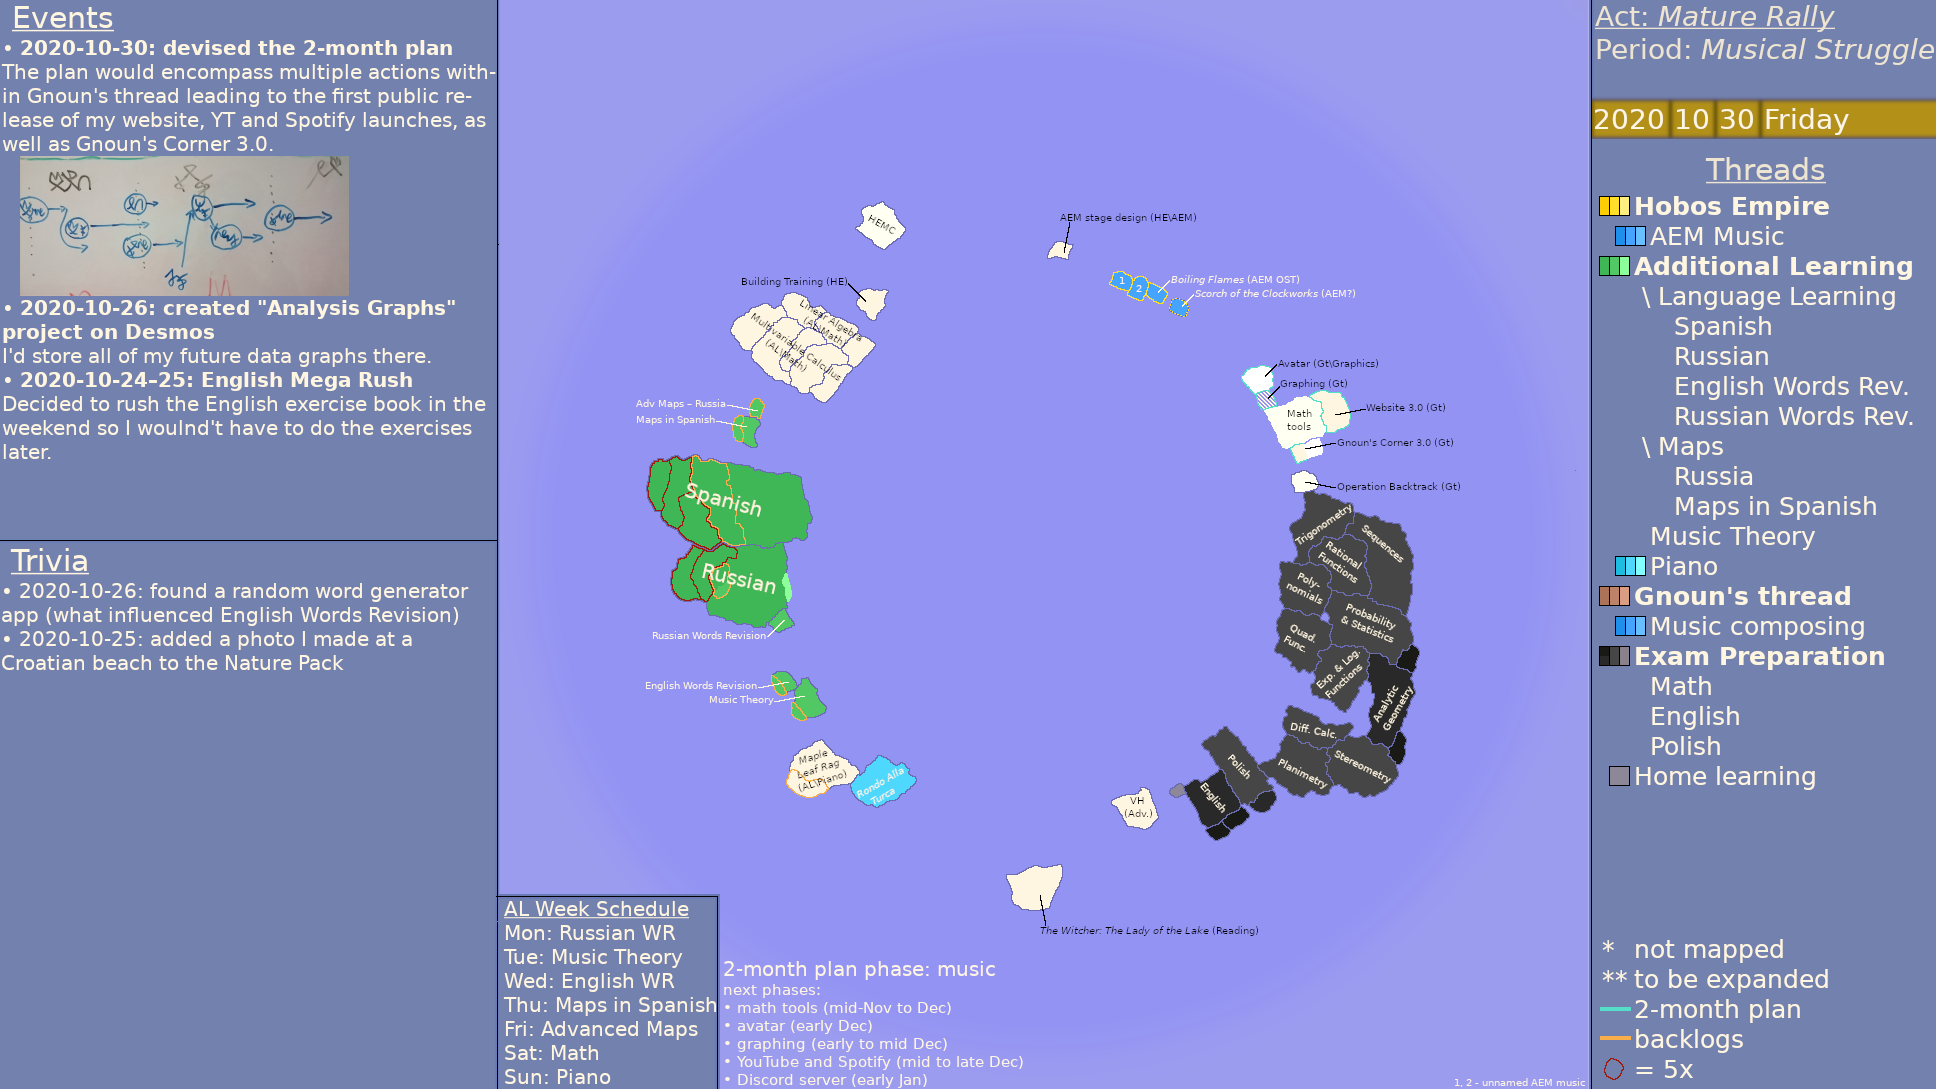 Events
• 2020-10-30: devised the 2-month plan
The plan would encompass multiple actions with-
in Gnoun's thread leading to the first public re-
lease of my website, YT and Spotify launches, as
well as Gnoun's Corner 3.0.
• 2020-10-26: created "Analysis Graphs"
project on Desmos
I'd store all of my future data graphs there.
• 2020-10-24–25: English Mega Rush
Decided to rush the English exercise book in the
weekend so I woulnd't have to do the exercises
later.
Trivia
• 2020-10-26: found a random word generator
app (what influenced English Words Revision)
• 2020-10-25: added a photo I made at a
Croatian beach to the Nature Pack
HEMC
AEM stage design (HE\AEM)
Building Training (HE)
1
2
Boiling Flames (AEM OST)
Scorch of the Clockworks (AEM?)
Linear Algebra
(AL\Math)
Multivariable Calculus
(AL\Math)
Adv Maps – Russia
Maps in Spanish
Spanish
Russian
Russian Words Revision
English Words Revision
Music Theory
Maple
Leaf Rag
(AL\Piano)
Rondo Alla
Turca
Avatar (Gt\Graphics)
Graphing (Gt)
Math
tools
Website 3.0 (Gt)
Gnoun's Corner 3.0 (Gt)
Operation Backtrack (Gt)
Trigonometry
Sequences
Rational
Functions
Poly-
nomials
Probability
& Statistics
Quad.
Func.
Exp. & Log.
Functions
Analytic
Geometry
Diff. Calc.
Planimetry
Stereometry
Polish
English
VH
(Adv.)
The Witcher: The Lady of the Lake (Reading)
AL Week Schedule
Mon: Russian WR
Tue: Music Theory
Wed: English WR
Thu: Maps in Spanish
Fri: Advanced Maps
Sat: Math
Sun: Piano
2-month plan phase: music
next phases:
• math tools (mid-Nov to Dec)
• avatar (early Dec)
• graphing (early to mid Dec)
• YouTube and Spotify (mid to late Dec)
• Discord server (early Jan)
1, 2 - unnamed AEM music
Act: Mature Rally
Period: Musical Struggle
2020 10 30 Friday
Threads
Hobos Empire
AEM Music
Additional Learning
\ Language Learning
Spanish
Russian
English Words Rev.
Russian Words Rev.
\ Maps
Russia
Maps in Spanish
Music Theory
Piano
Gnoun's thread
Music composing
Exam Preparation
Math
English
Polish
Home learning
* not mapped
** to be expanded
2-month plan
backlogs
= 5x